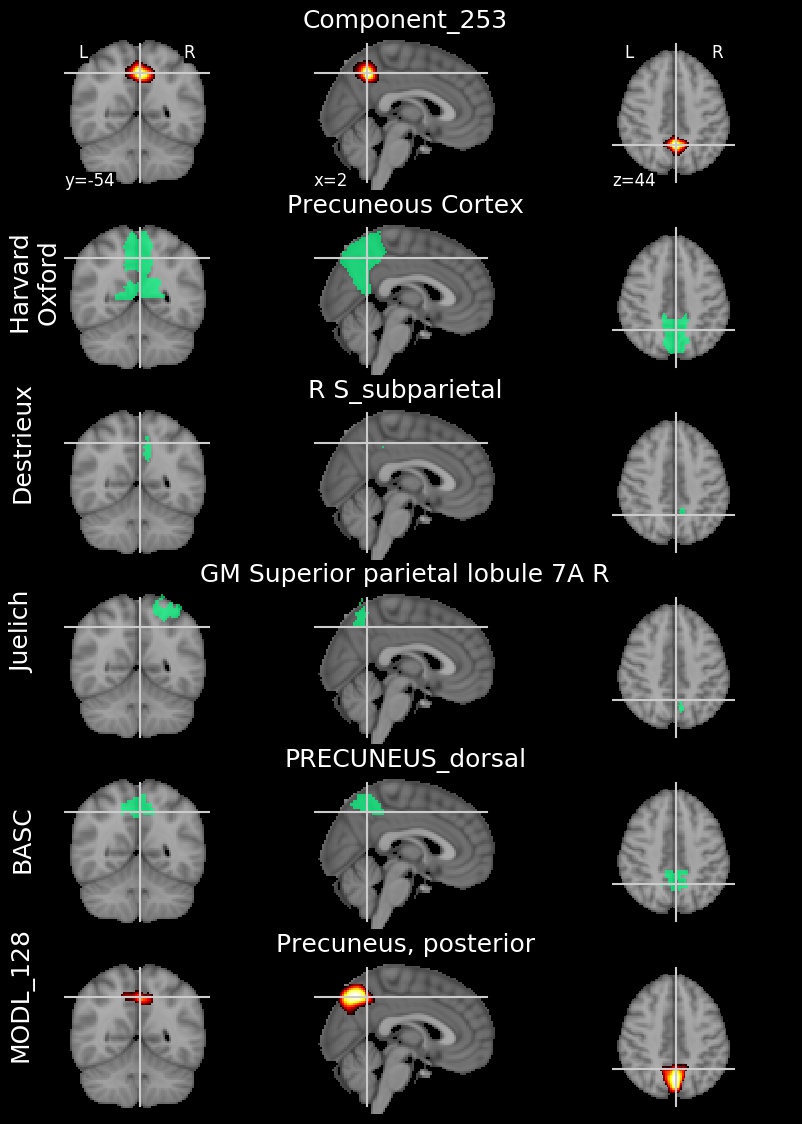 Component_253
L R
L R
y=-54
x=2
z=44
Precuneous Cortex
Harvard
Oxford
R S_subparietal
Destrieux
GM Superior parietal lobule 7A R
Juelich
PRECUNEUS_dorsal
BASC
Precuneus, posterior
MODL_128